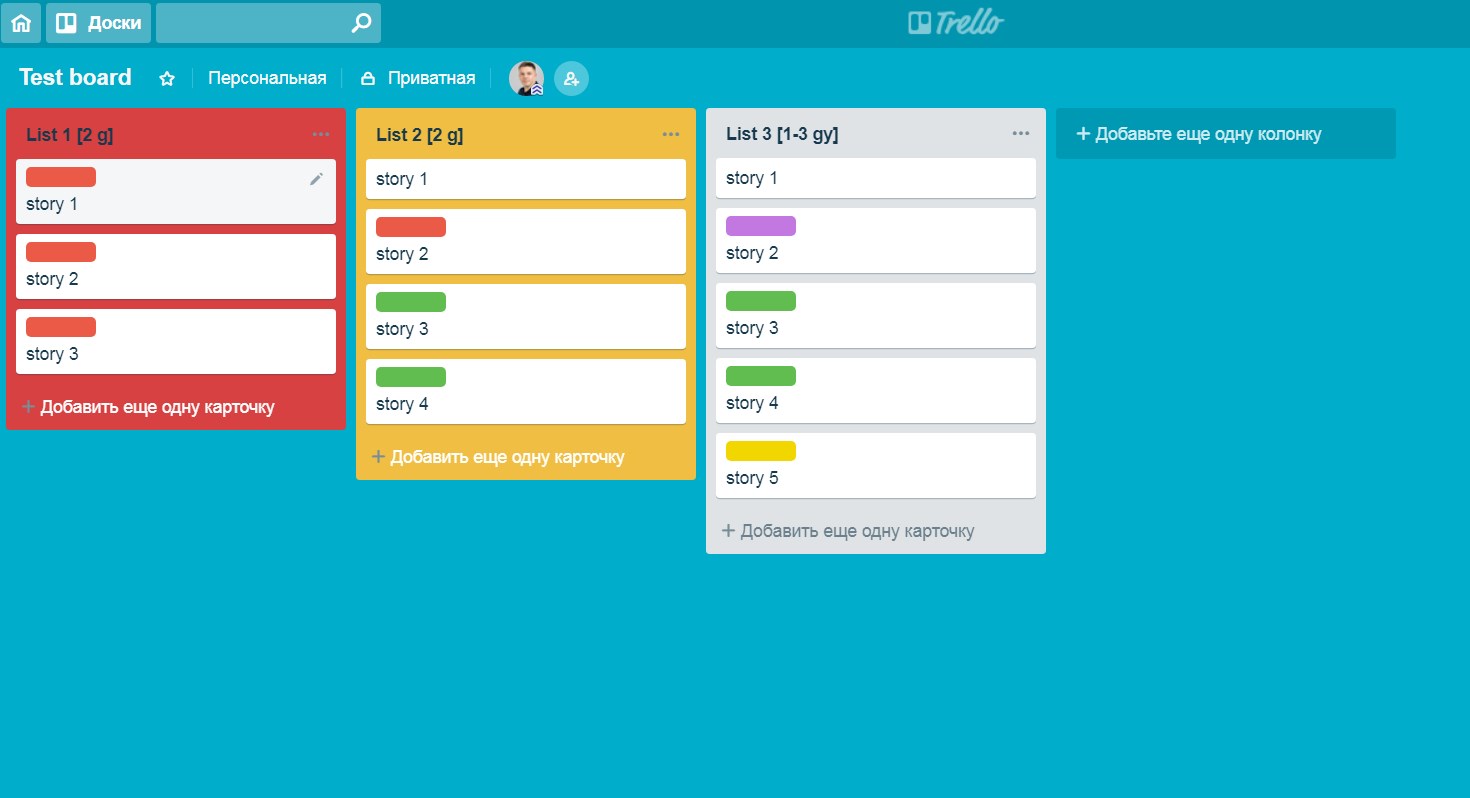 Доски
Trello
Test board
Персональная
Приватная
List 1 [2 g]
story 1
story 2
story 3
+ Добавить еще одну карточку
List 2 [2 g]
story 1
story 2
story 3
story 4
+ Добавить еще одну карточку
List 3 [1-3 gy]
story 1
story 2
story 3
story 4
story 5
+ Добавить еще одну карточку
+ Добавьте еще одну колонку